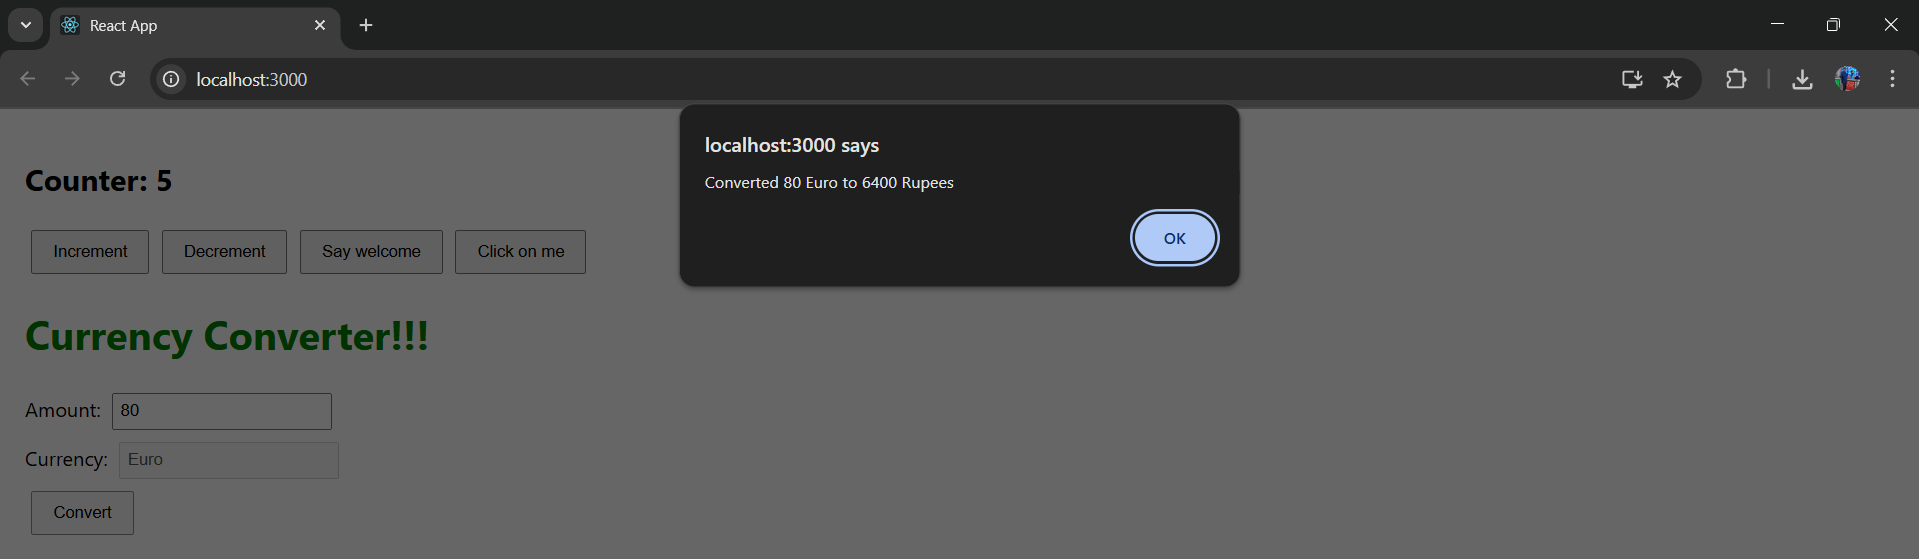 React App
localhost:3000
localhost:3000 says
Converted 80 Euro to 6400 Rupees
OK
Counter: 5
Increment Decrement Say welcome Click on me
Currency Converter!!!
Amount: 80
Currency: Euro
Convert